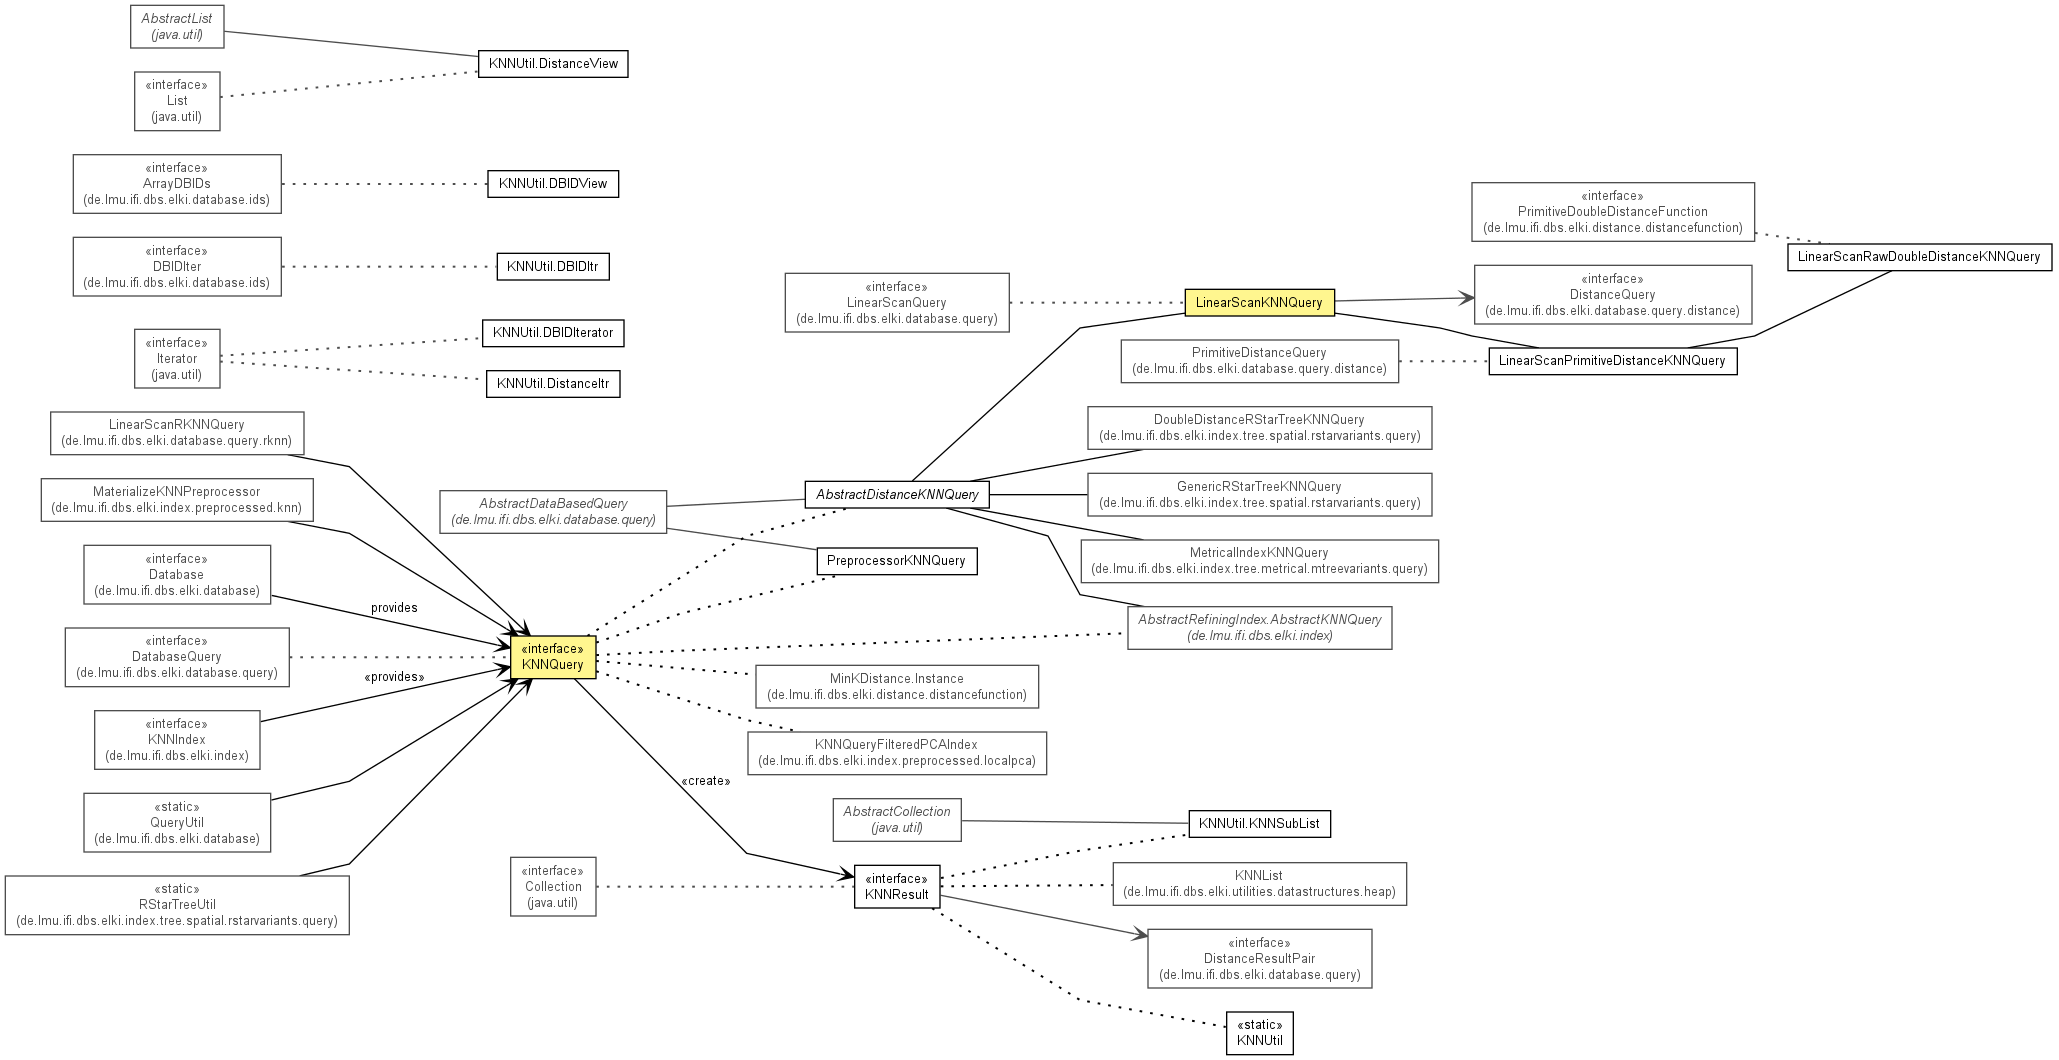 AbstractList
(java.util)
KNNUtil.DistanceView
«interface»
List
(java.util)
«interface»
ArrayDBIDs
(de.lmu.ifi.dbs.elki.database.ids)
KNNUtil.DBIDView
«interface»
DBIDIter
(de.lmu.ifi.dbs.elki.database.ids)
KNNUtil.DBIDItr
«interface»
Iterator
(java.util)
KNNUtil.DBIDIterator
KNNUtil.DistanceItr
«interface»
PrimitiveDoubleDistanceFunction
(de.lmu.ifi.dbs.elki.distance.distancefunction)
LinearScanRawDoubleDistanceKNNQuery
«interface»
LinearScanQuery
(de.lmu.ifi.dbs.elki.database.query)
LinearScanKNNQuery
«interface»
DistanceQuery
(de.lmu.ifi.dbs.elki.database.query.distance)
PrimitiveDistanceQuery
(de.lmu.ifi.dbs.elki.database.query.distance)
LinearScanPrimitiveDistanceKNNQuery
LinearScanRKNNQuery
(de.lmu.ifi.dbs.elki.database.query.rknn)
DoubleDistanceRStarTreeKNNQuery
(de.lmu.ifi.dbs.elki.index.tree.spatial.rstarvariants.query)
MaterializeKNNPreprocessor
(de.lmu.ifi.dbs.elki.index.preprocessed.knn)
AbstractDataBasedQuery
(de.lmu.ifi.dbs.elki.database.query)
AbstractDistanceKNNQuery
GenericRStarTreeKNNQuery
(de.lmu.ifi.dbs.elki.index.tree.spatial.rstarvariants.query)
«interface»
Database
(de.lmu.ifi.dbs.elki.database)
provides
PreprocessorKNNQuery
MetricalIndexKNNQuery
(de.lmu.ifi.dbs.elki.index.tree.metrical.mtreevariants.query)
AbstractRefiningIndex.AbstractKNNQuery
(de.lmu.ifi.dbs.elki.index)
«interface»
DatabaseQuery
(de.lmu.ifi.dbs.elki.database.query)
«interface»
KNNQuery
«provides»
MinKDistance.Instance
(de.lmu.ifi.dbs.elki.distance.distancefunction)
«interface»
KNNIndex
(de.lmu.ifi.dbs.elki.index)
KNNQueryFilteredPCAIndex
(de.lmu.ifi.dbs.elki.index.preprocessed.localpca)
«create»
«static»
QueryUtil
(de.lmu.ifi.dbs.elki.database)
AbstractCollection
(java.util)
KNNUtil.KNNSubList
«static»
RStarTreeUtil
(de.lmu.ifi.dbs.elki.index.tree.spatial.rstarvariants.query)
«interface»
Collection
(java.util)
«interface»
KNNResult
KNNList
(de.lmu.ifi.dbs.elki.utilities.datastructures.heap)
«interface»
DistanceResultPair
(de.lmu.ifi.dbs.elki.database.query)
«static»
KNNUtil